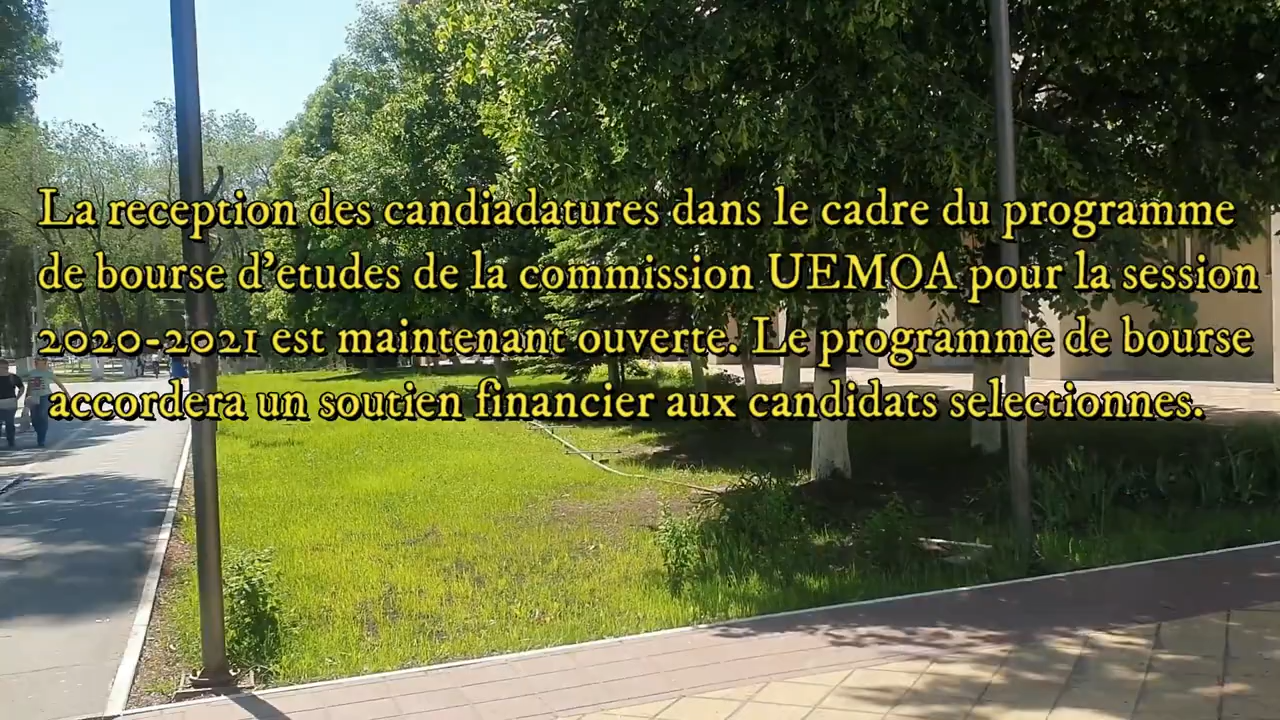 La reception des candiadatures dans le cadre du programme
de bourse d'etudes de la commission UEMOA pour la session
2020-2021 est maintenant ouverte. Le programme de bourse
accordera un soutien financier aux candidats selectionnes.